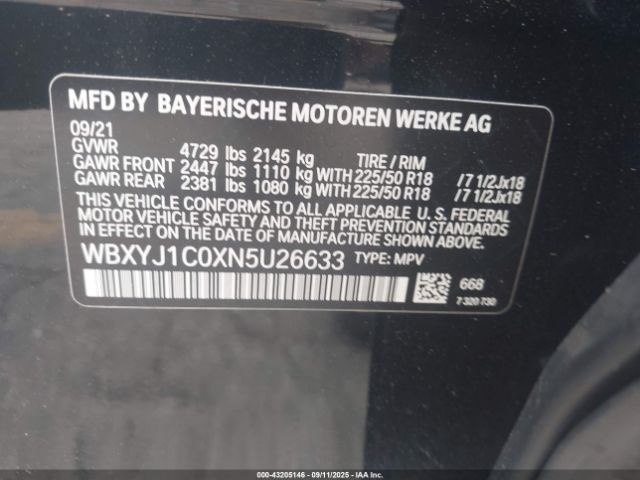 MFD BY BAYERISCHE MOTOREN WERKE AG
09/21
GVWR 4729 lbs 2145 kg TIRE / RIM
GAWR FRONT 2447 lbs 1110 kg WITH 225/50 R18 /7 1/2Jx18
GAWR REAR 2381 lbs 1080 kg WITH 225/50 R18 /7 1/2Jx18
THIS VEHICLE CONFORMS TO ALL APPLICABLE U. S. FEDERAL
MOTOR VEHICLE SAFETY AND THEFT PREVENTION STANDARDS
IN EFFECT ON THE DATE OF MANUFACTURE SHOWN ABOVE.
WBXYJ1C0XN5U26633 TYPE: MPV
668
7 320 730
000-43205146 - 09/11/2025 - IAAI.COM